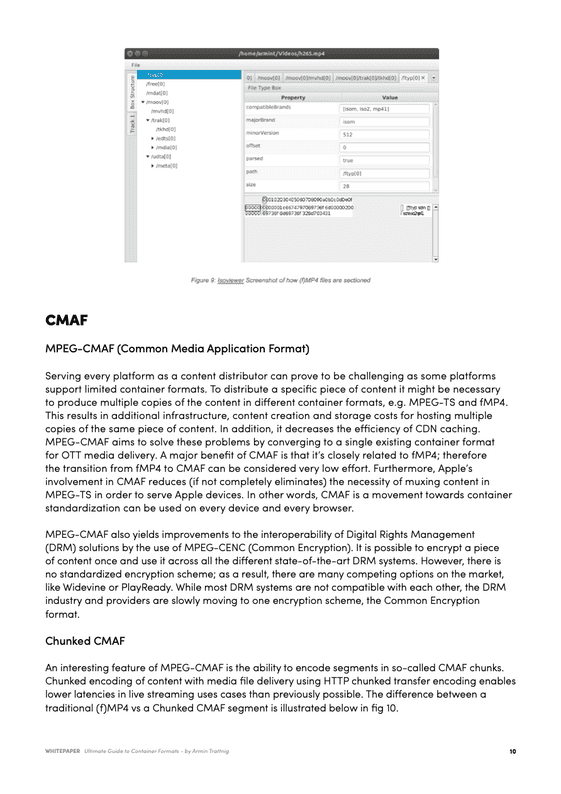 /home/armint/Videos/h265.mp4
File
Box Structure
Track 1
/ftyp[0]
/free[0]
/mdat[0]
/moov[0]
/mvhd[0]
/trak[0]
/tkhd[0]
/edts[0]
/mdia[0]
/udta[0]
/meta[0]
0] /moov[0] /moov[0]/mvhd[0] /moov[0]/trak[0]/tkhd[0] /ftyp[0] ×
File Type Box
Property Value
compatibleBrands [isom, iso2, mp41]
majorBrand isom
minorVersion 512
offset 0
parsed true
path /ftyp[0]
size 28
Figure 9: Isoviewer Screenshot of how (f)MP4 files are sectioned
CMAF
MPEG-CMAF (Common Media Application Format)
Serving every platform as a content distributor can prove to be challenging as some platforms
support limited container formats. To distribute a specific piece of content it might be necessary
to produce multiple copies of the content in different container formats, e.g. MPEG-TS and fMP4.
This results in additional infrastructure, content creation and storage costs for hosting multiple
copies of the same piece of content. In addition, it decreases the efficiency of CDN caching.
MPEG-CMAF aims to solve these problems by converging to a single existing container format
for OTT media delivery. A major benefit of CMAF is that it's closely related to fMP4; therefore
the transition from fMP4 to CMAF can be considered very low effort. Furthermore, Apple's
involvement in CMAF reduces (if not completely eliminates) the necessity of muxing content in
MPEG-TS in order to serve Apple devices. In other words, CMAF is a movement towards container
standardization can be used on every device and every browser.
MPEG-CMAF also yields improvements to the interoperability of Digital Rights Management
(DRM) solutions by the use of MPEG-CENC (Common Encryption). It is possible to encrypt a piece
of content once and use it across all the different state-of-the-art DRM systems. However, there is
no standardized encryption scheme; as a result, there are many competing options on the market,
like Widevine or PlayReady. While most DRM systems are not compatible with each other, the DRM
industry and providers are slowly moving to one encryption scheme, the Common Encryption
format.
Chunked CMAF
An interesting feature of MPEG-CMAF is the ability to encode segments in so-called CMAF chunks.
Chunked encoding of content with media file delivery using HTTP chunked transfer encoding enables
lower latencies in live streaming uses cases than previously possible. The difference between a
traditional (f)MP4 vs a Chunked CMAF segment is illustrated below in fig 10.
WHITEPAPER Ultimate Guide to Container Formats - by Armin Trattnig
10